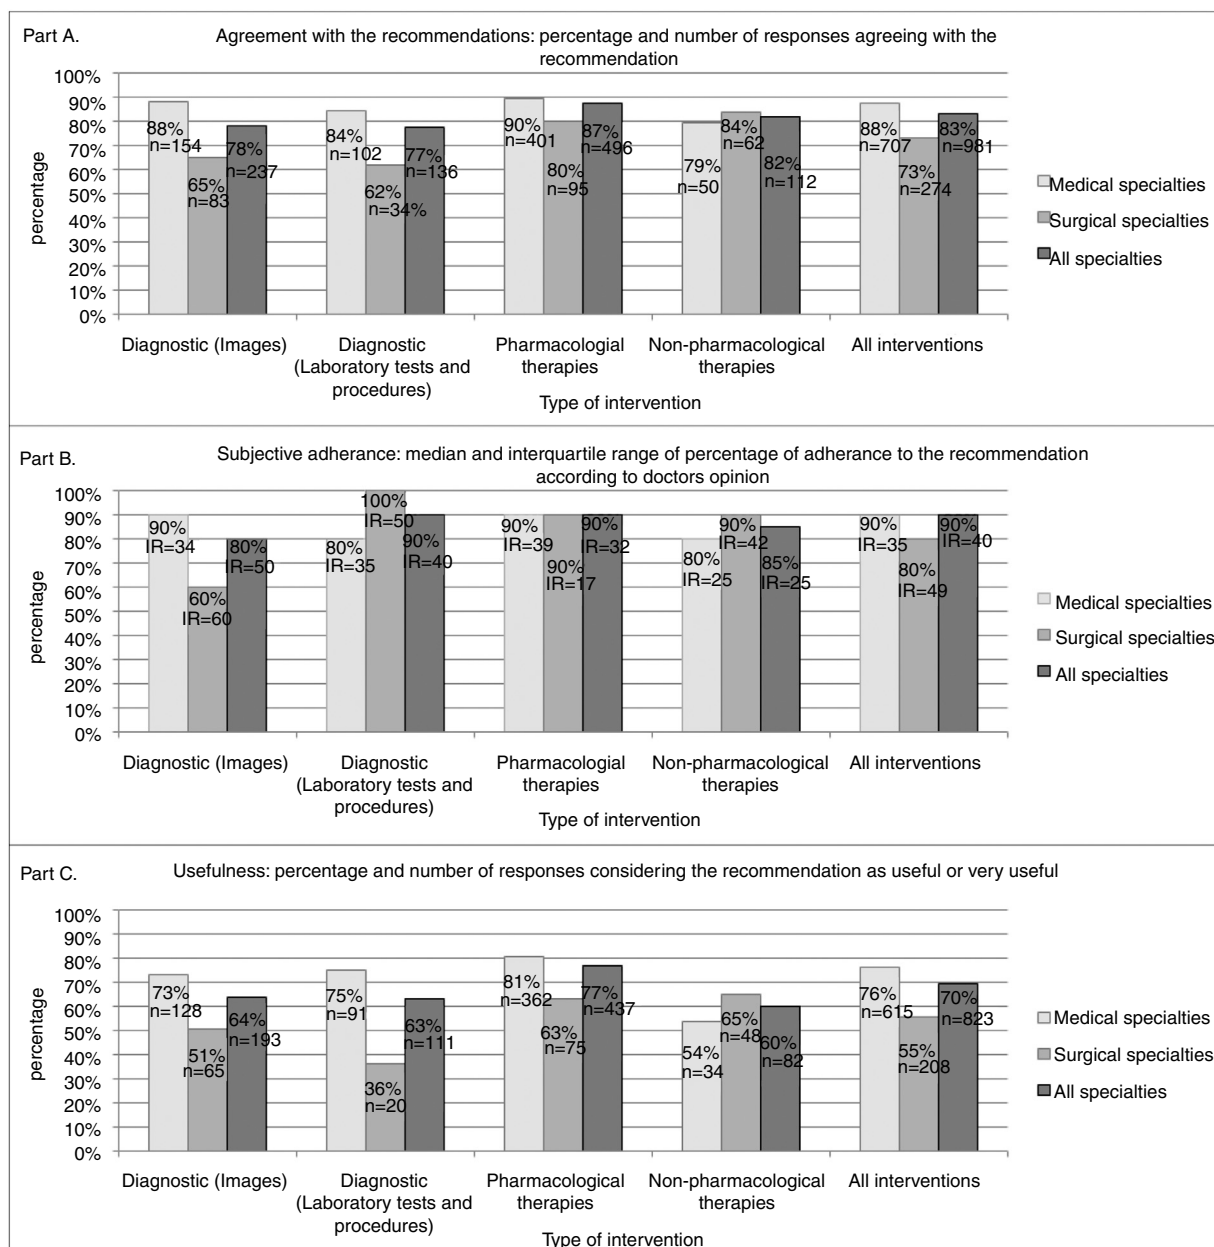 Part A.
Agreement with the recommendations: percentage and number of responses agreeing with the
recommendation
percentage
100%
90%
80%
70%
60%
50%
40%
30%
20%
10%
0%
88%
n=154
65%
n=83
78%
n=237
84%
n=102
62%
n=34%
77%
n=136
90%
n=401
80%
n=95
87%
n=496
79%
n=50
84%
n=62
82%
n=112
88%
n=707
73%
n=274
83%
n=981
Medical specialties
Surgical specialties
All specialties
Diagnostic (Images)
Diagnostic
(Laboratory tests and
procedures)
Pharmacologial
therapies
Non-pharmacological
therapies
All interventions
Type of intervention
Part B.
Subjective adherance: median and interquartile range of percentage of adherance to the recommendation
according to doctors opinion
percentage
100%
90%
80%
70%
60%
50%
40%
30%
20%
10%
0%
90%
IR=34
60%
IR=60
80%
IR=50
80%
IR=35
100%
IR=50
90%
IR=40
90%
IR=39
90%
IR=17
90%
IR=32
80%
IR=25
90%
IR=42
85%
IR=25
90%
IR=35
80%
IR=49
90%
IR=40
Medical specialties
Surgical specialties
All specialties
Diagnostic (Images)
Diagnostic
(Laboratory tests and
procedures)
Pharmacologial
therapies
Non-pharmacological
therapies
All interventions
Type of intervention
Part C.
Usefulness: percentage and number of responses considering the recommendation as useful or very useful
percentage
100%
90%
80%
70%
60%
50%
40%
30%
20%
10%
0%
73%
n=128
51%
n=65
64%
n=193
75%
n=91
36%
n=20
63%
n=111
81%
n=362
63%
n=75
77%
n=437
54%
n=34
65%
n=48
60%
n=82
76%
n=615
55%
n=208
70%
n=823
Medical specialties
Surgical specialties
All specialties
Diagnostic (Images)
Diagnostic
(Laboratory tests and
procedures)
Pharmacologial
therapies
Non-pharmacological
therapies
All interventions
Type of intervention